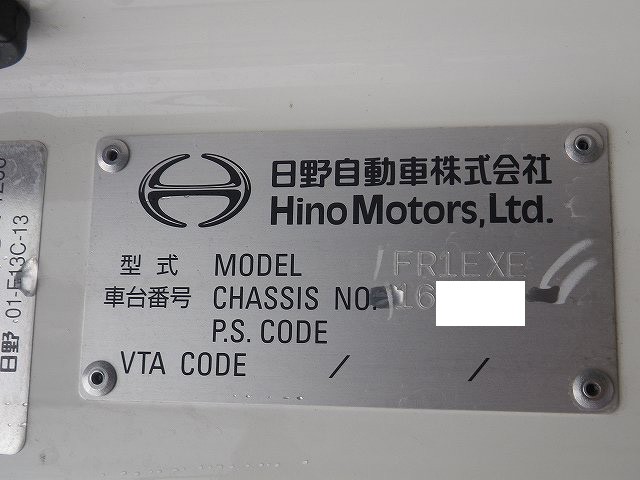 日野自動車株式会社
Hino Motors, Ltd.
型式 MODEL FR1EXE
車台番号 CHASSIS NO. 16
P.S. CODE
VTA CODE / /
日野 01-E13C-13